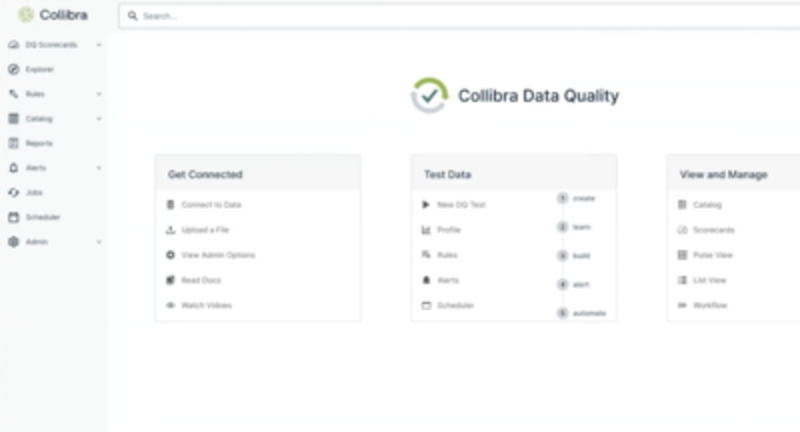 Collibra
Search...
DQ Scorecards
Explorer
Rules
Catalog
Reports
Alerts
Jobs
Scheduler
Admin
Collibra Data Quality
Get Connected
Connect to Data
Upload a File
View Admin Options
Read Docs
Watch Videos
Test Data
New DQ Test
Profile
Rules
Alerts
Scheduler
1 create
2 learn
3 build
4 alert
5 automate
View and Manage
Catalog
Scorecards
Pulse View
List View
Workflow